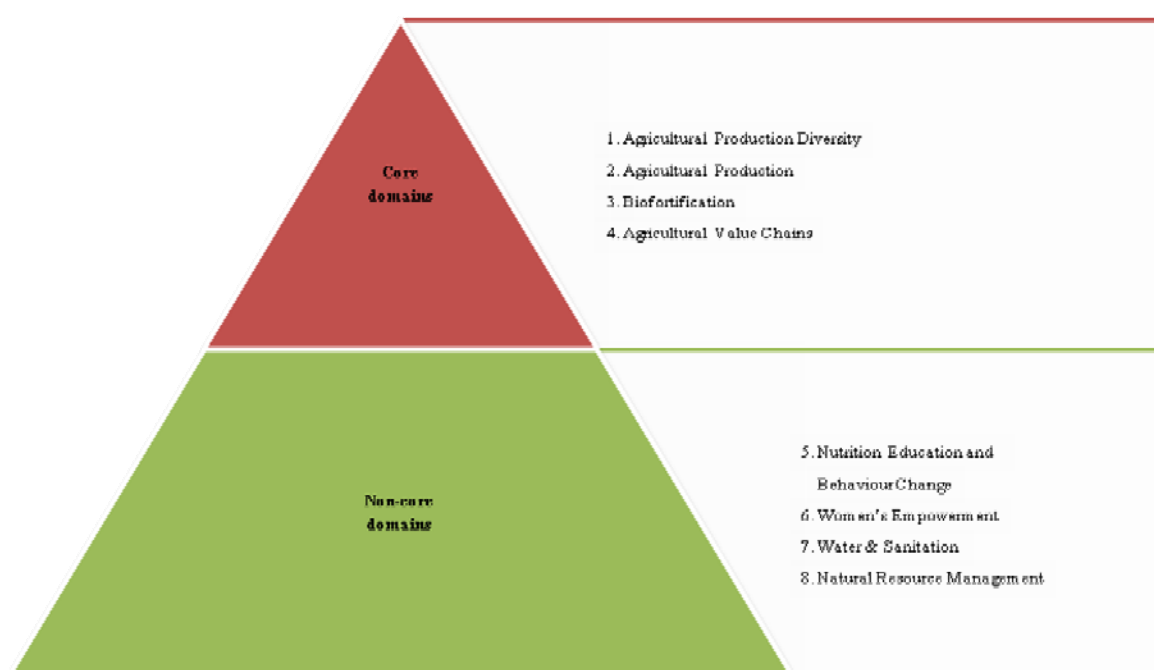 Core
domains
1. Agricultural Production Diversity
2. Agricultural Production
3. Biofortification
4. Agricultural Value Chains
Non-core
domains
5. Nutrition Education and
Behaviour Change
6. Women's Empowerment
7. Water & Sanitation
8. Natural Resource Management